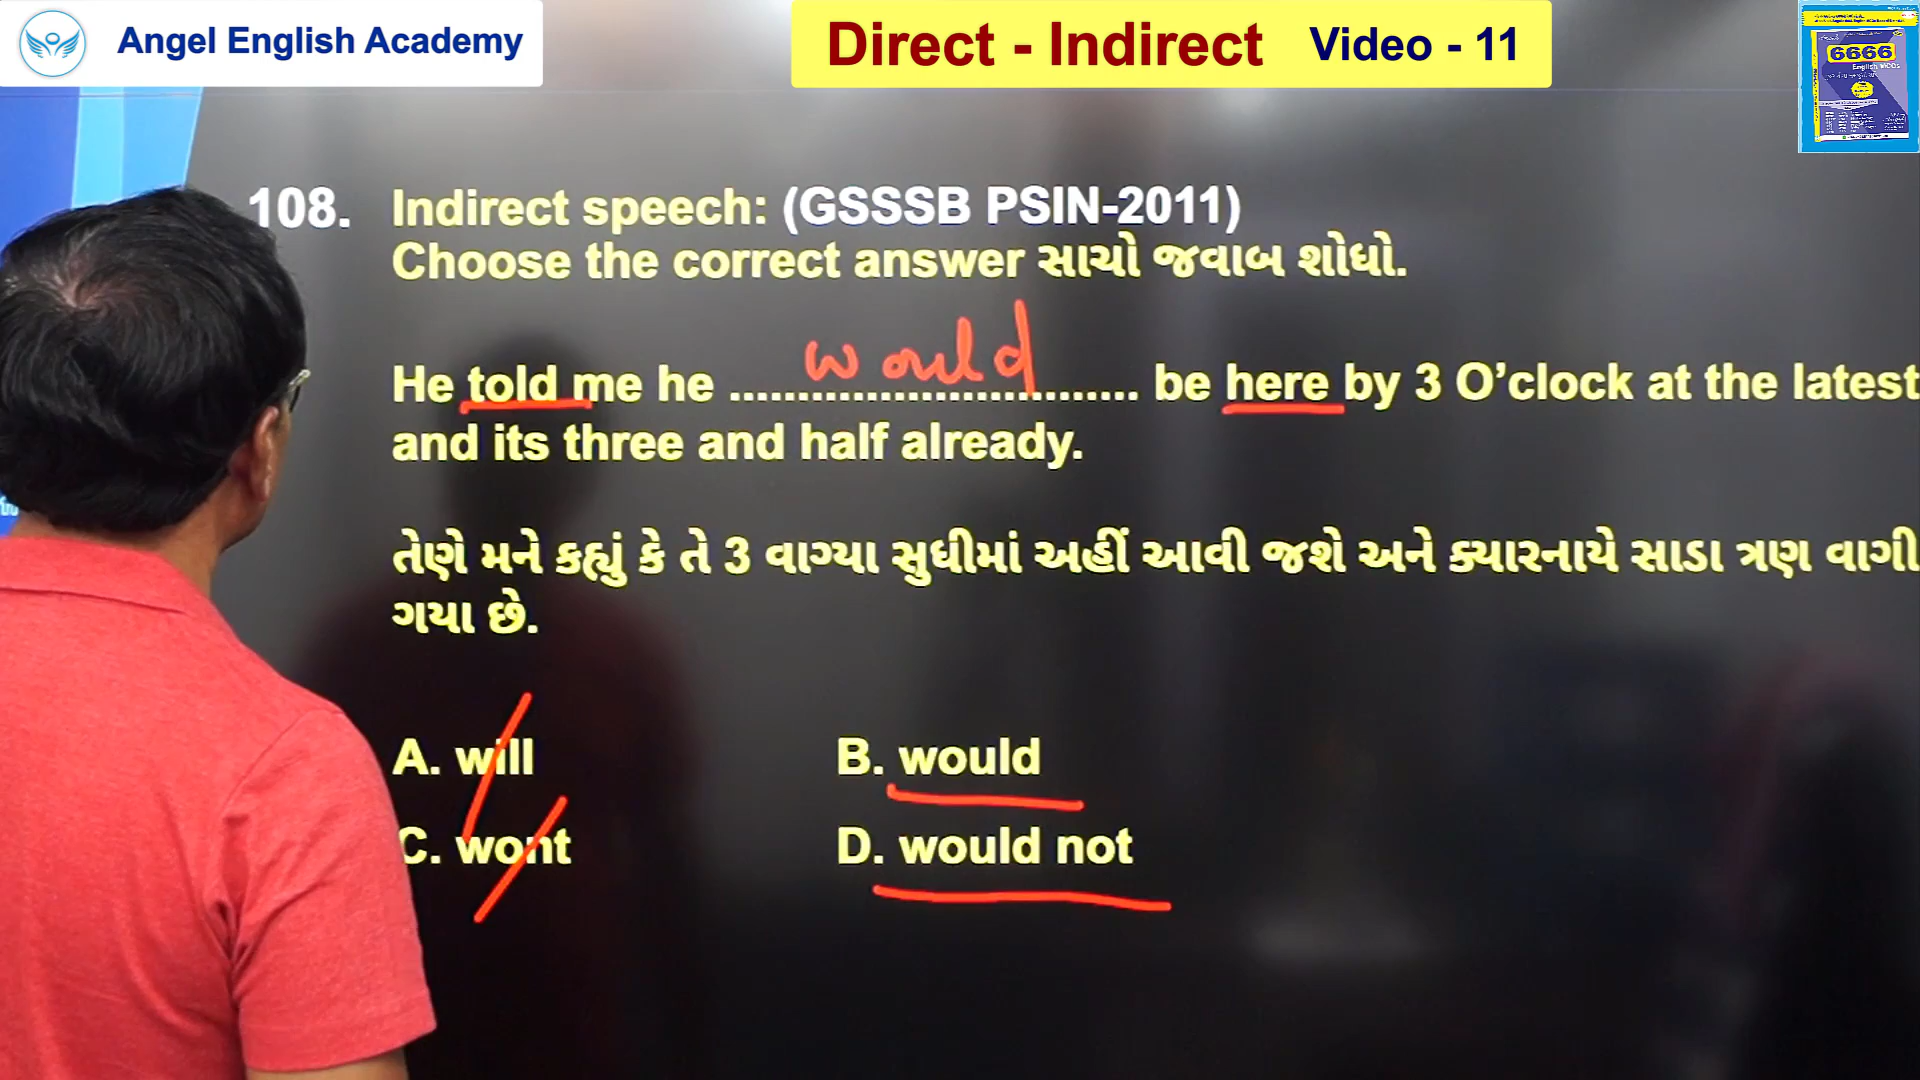 Angel English Academy
Direct - Indirect Video - 11
6666
English MCQs
108. Indirect speech: (GSSSB PSIN-2011)
Choose the correct answer સાચો જવાબ શોધો.
would
He told me he .............................. be here by 3 O’clock at the latest
and its three and half already.
તેણે મને કહ્યું કે તે 3 વાગ્યા સુધીમાં અહીં આવી જશે અને ક્યારનાયે સાડા ત્રણ વાગી
ગયા છે.
A. will B. would
C. wont D. would not